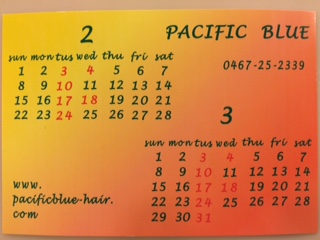 2
PACIFIC BLUE
sun mon tus wed thu fri sat
1 2 3 4 5 6 7
8 9 10 11 12 13 14
15 16 17 18 19 20 21
22 23 24 25 26 27 28
0467-25-2339
3
sun mon tus wed thu fri sat
1 2 3 4 5 6 7
8 9 10 11 12 13 14
15 16 17 18 19 20 21
22 23 24 25 26 27 28
29 30 31
www.
pacificblue-hair.
com